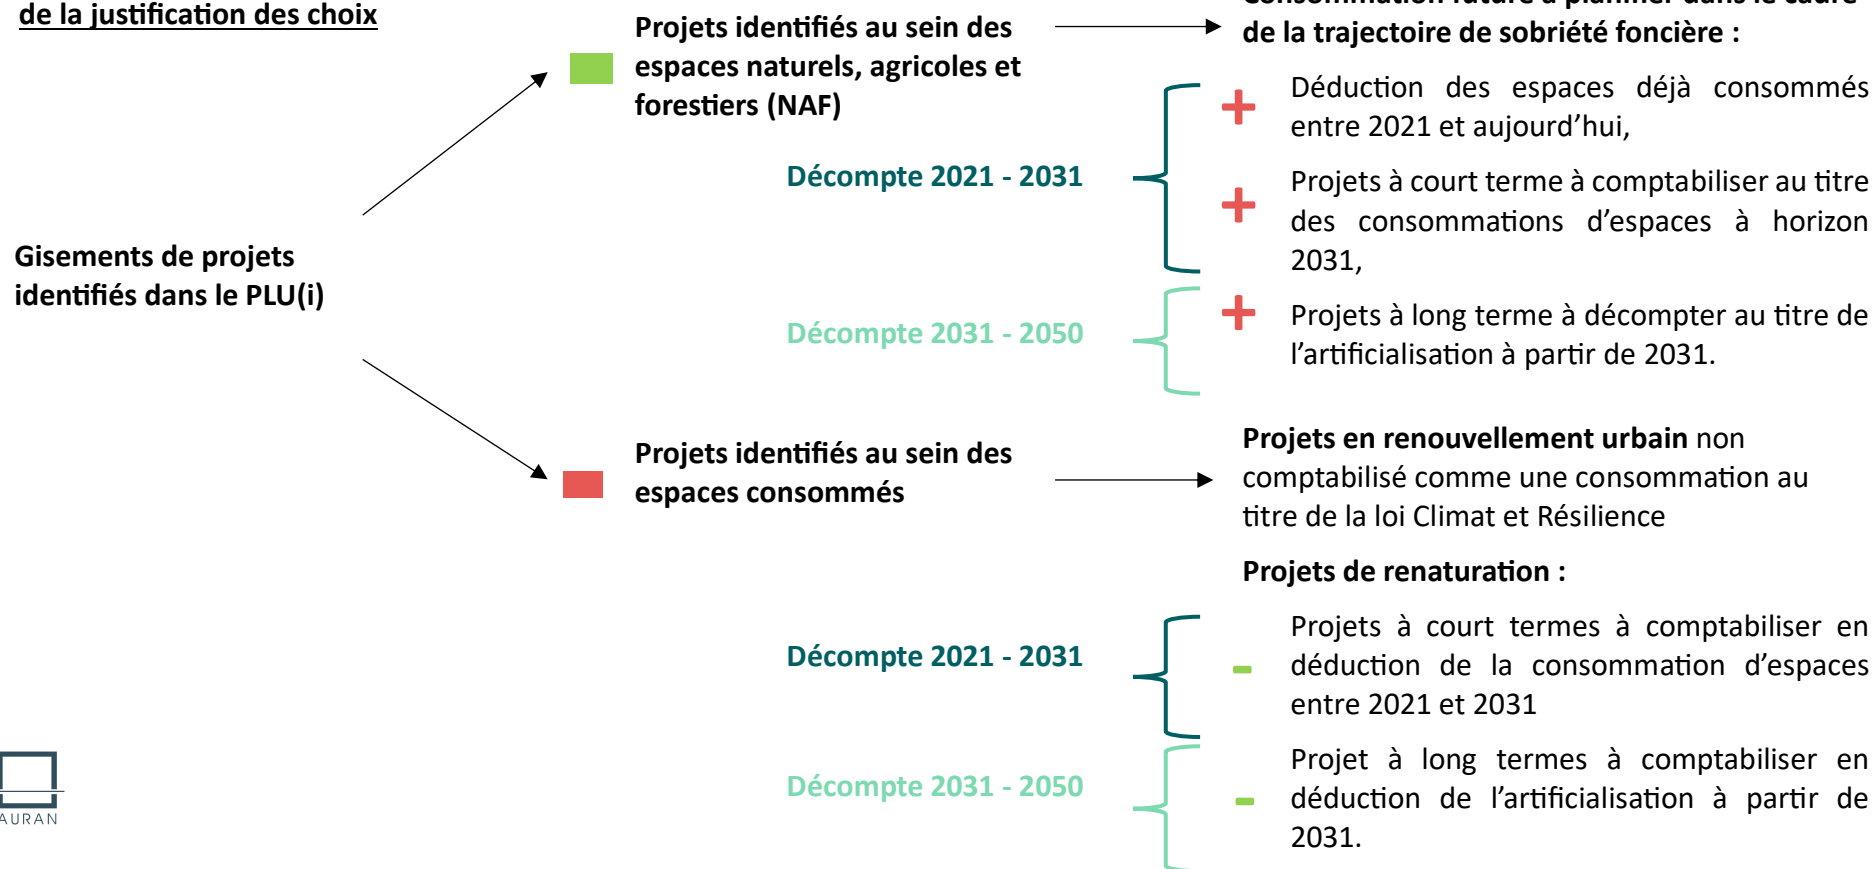 de la justification des choix
Gisements de projets
identifiés dans le PLU(i)
Projets identifiés au sein des
espaces naturels, agricoles et
forestiers (NAF)
de la trajectoire de sobriété foncière :
Décompte 2021 - 2031
+ Déduction des espaces déjà consommés
entre 2021 et aujourd’hui,
+ Projets à court terme à comptabiliser au titre
des consommations d’espaces à horizon
2031,
Décompte 2031 - 2050
+ Projets à long terme à décompter au titre de
l’artificialisation à partir de 2031.
Projets identifiés au sein des
espaces consommés
Projets en renouvellement urbain non
comptabilisé comme une consommation au
titre de la loi Climat et Résilience
Projets de renaturation :
Décompte 2021 - 2031
- Projets à court termes à comptabiliser en
déduction de la consommation d’espaces
entre 2021 et 2031
Décompte 2031 - 2050
- Projet à long termes à comptabiliser en
déduction de l’artificialisation à partir de
2031.
AURAN